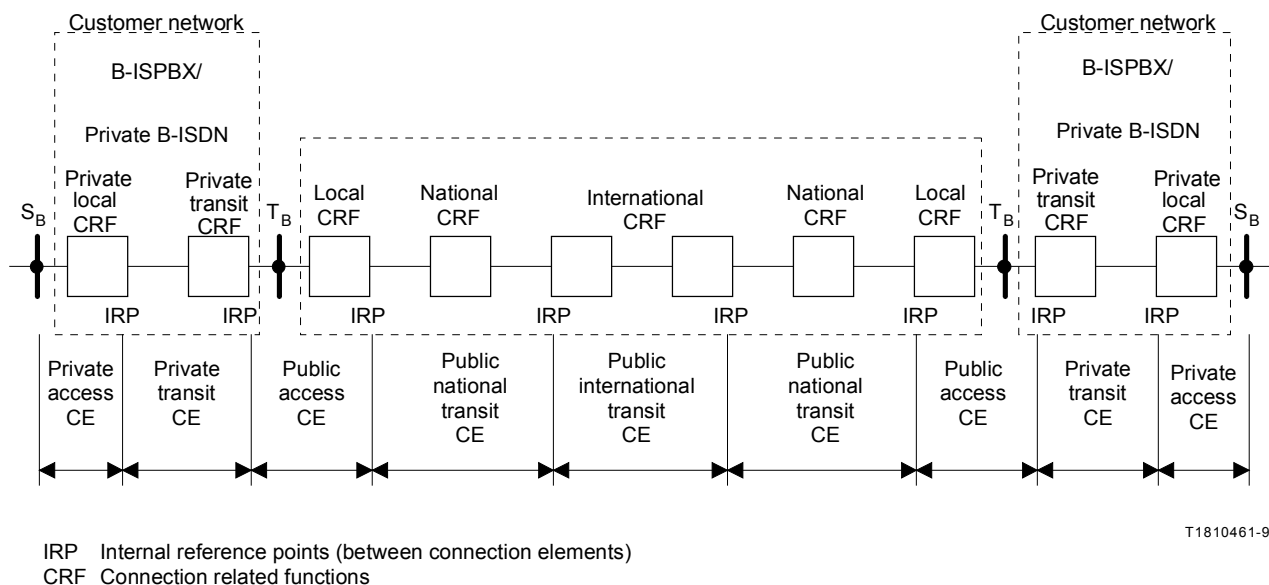 Customer network
Customer network
B-ISPBX/
B-ISPBX/
Private B-ISDN
Private B-ISDN
Private local CRF
Private transit CRF
Local CRF
National CRF
International CRF
National CRF
Local CRF
Private transit CRF
Private local CRF
SB
TB
TB
SB
IRP
IRP
IRP
IRP
IRP
IRP
IRP
IRP
Private access CE
Private transit CE
Public access CE
Public national transit CE
Public international transit CE
Public national transit CE
Public access CE
Private transit CE
Private access CE
T1810461-9
IRP Internal reference points (between connection elements)
CRF Connection related functions